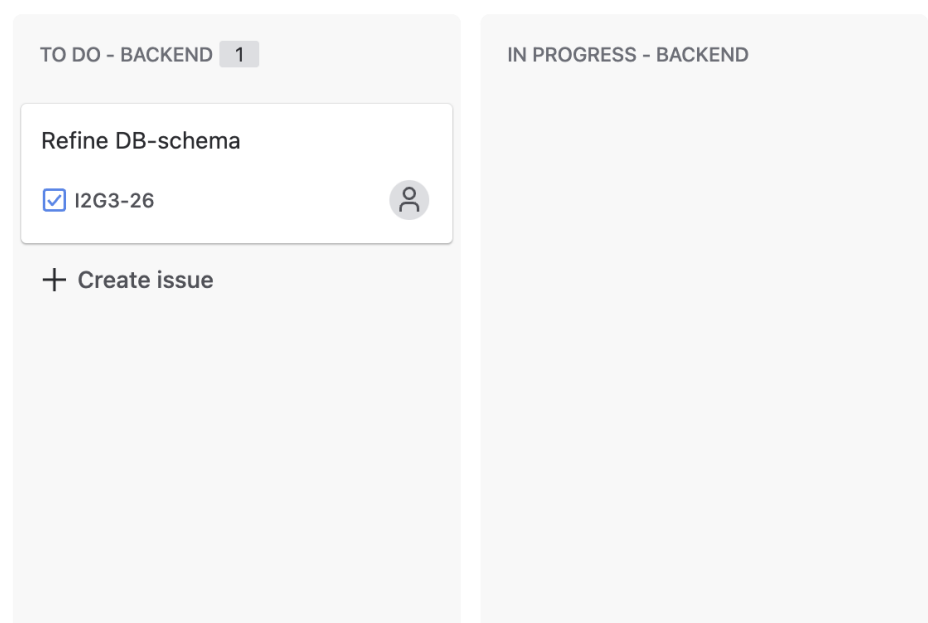 TO DO - BACKEND 1
IN PROGRESS - BACKEND
Refine DB-schema
I2G3-26
Create issue